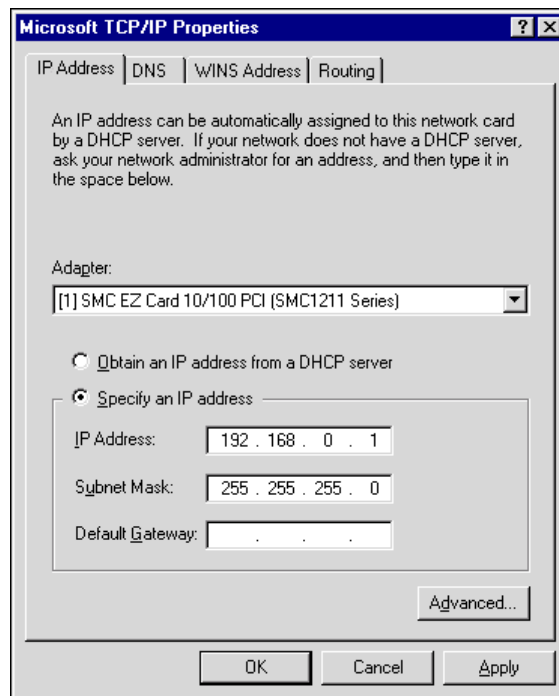 Microsoft TCP/IP Properties
IP Address DNS WINS Address Routing
An IP address can be automatically assigned to this network card
by a DHCP server. If your network does not have a DHCP server,
ask your network administrator for an address, and then type it in
the space below.
Adapter:
[1] SMC EZ Card 10/100 PCI (SMC1211 Series)
Obtain an IP address from a DHCP server
Specify an IP address
IP Address: 192 . 168 . 0 . 1
Subnet Mask: 255 . 255 . 255 . 0
Default Gateway: . . .
Advanced...
OK Cancel Apply